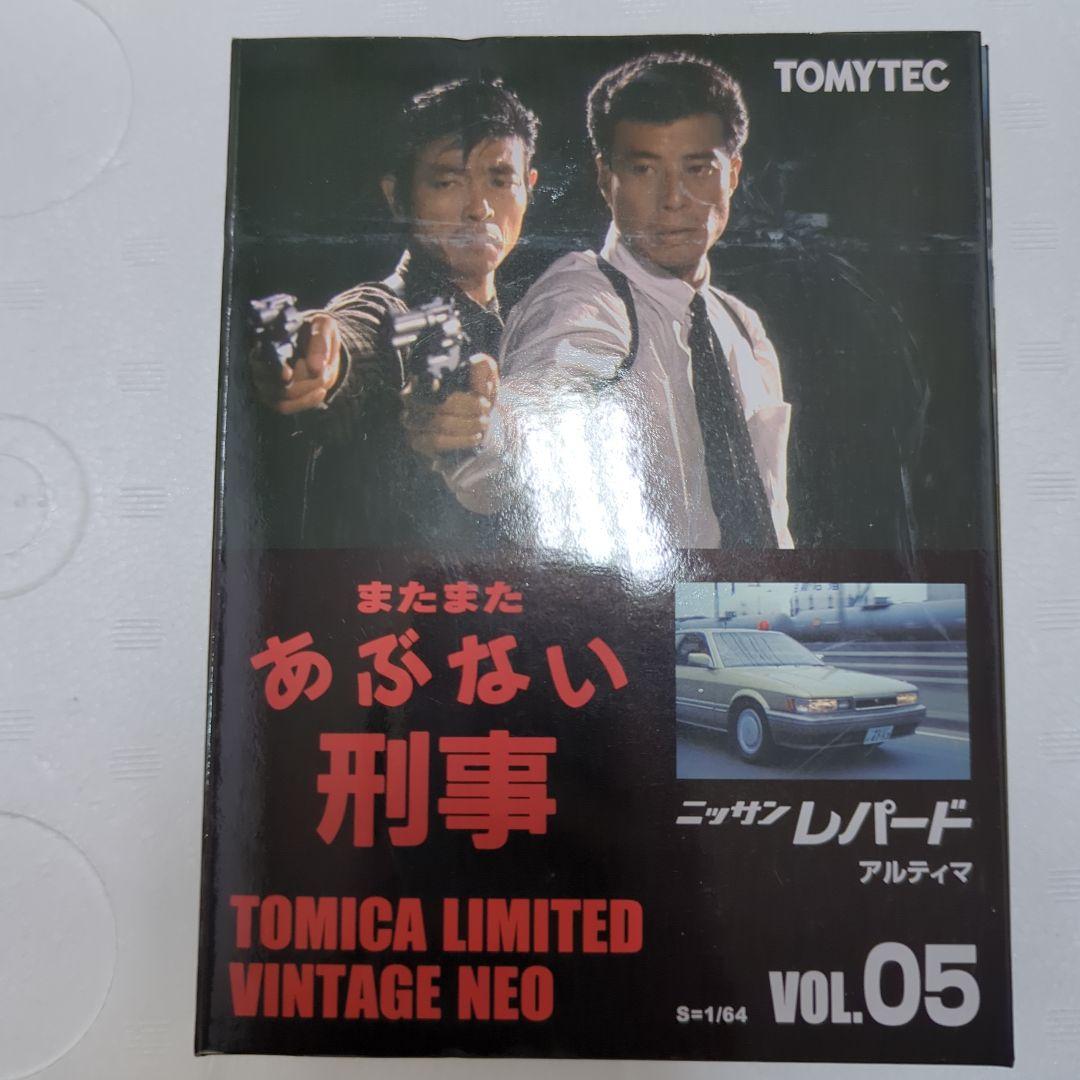 TOMYTEC
またまた
あぶない
刑事
ニッサン レパード
アルティマ
TOMICA LIMITED
VINTAGE NEO
S=1/64
VOL.05